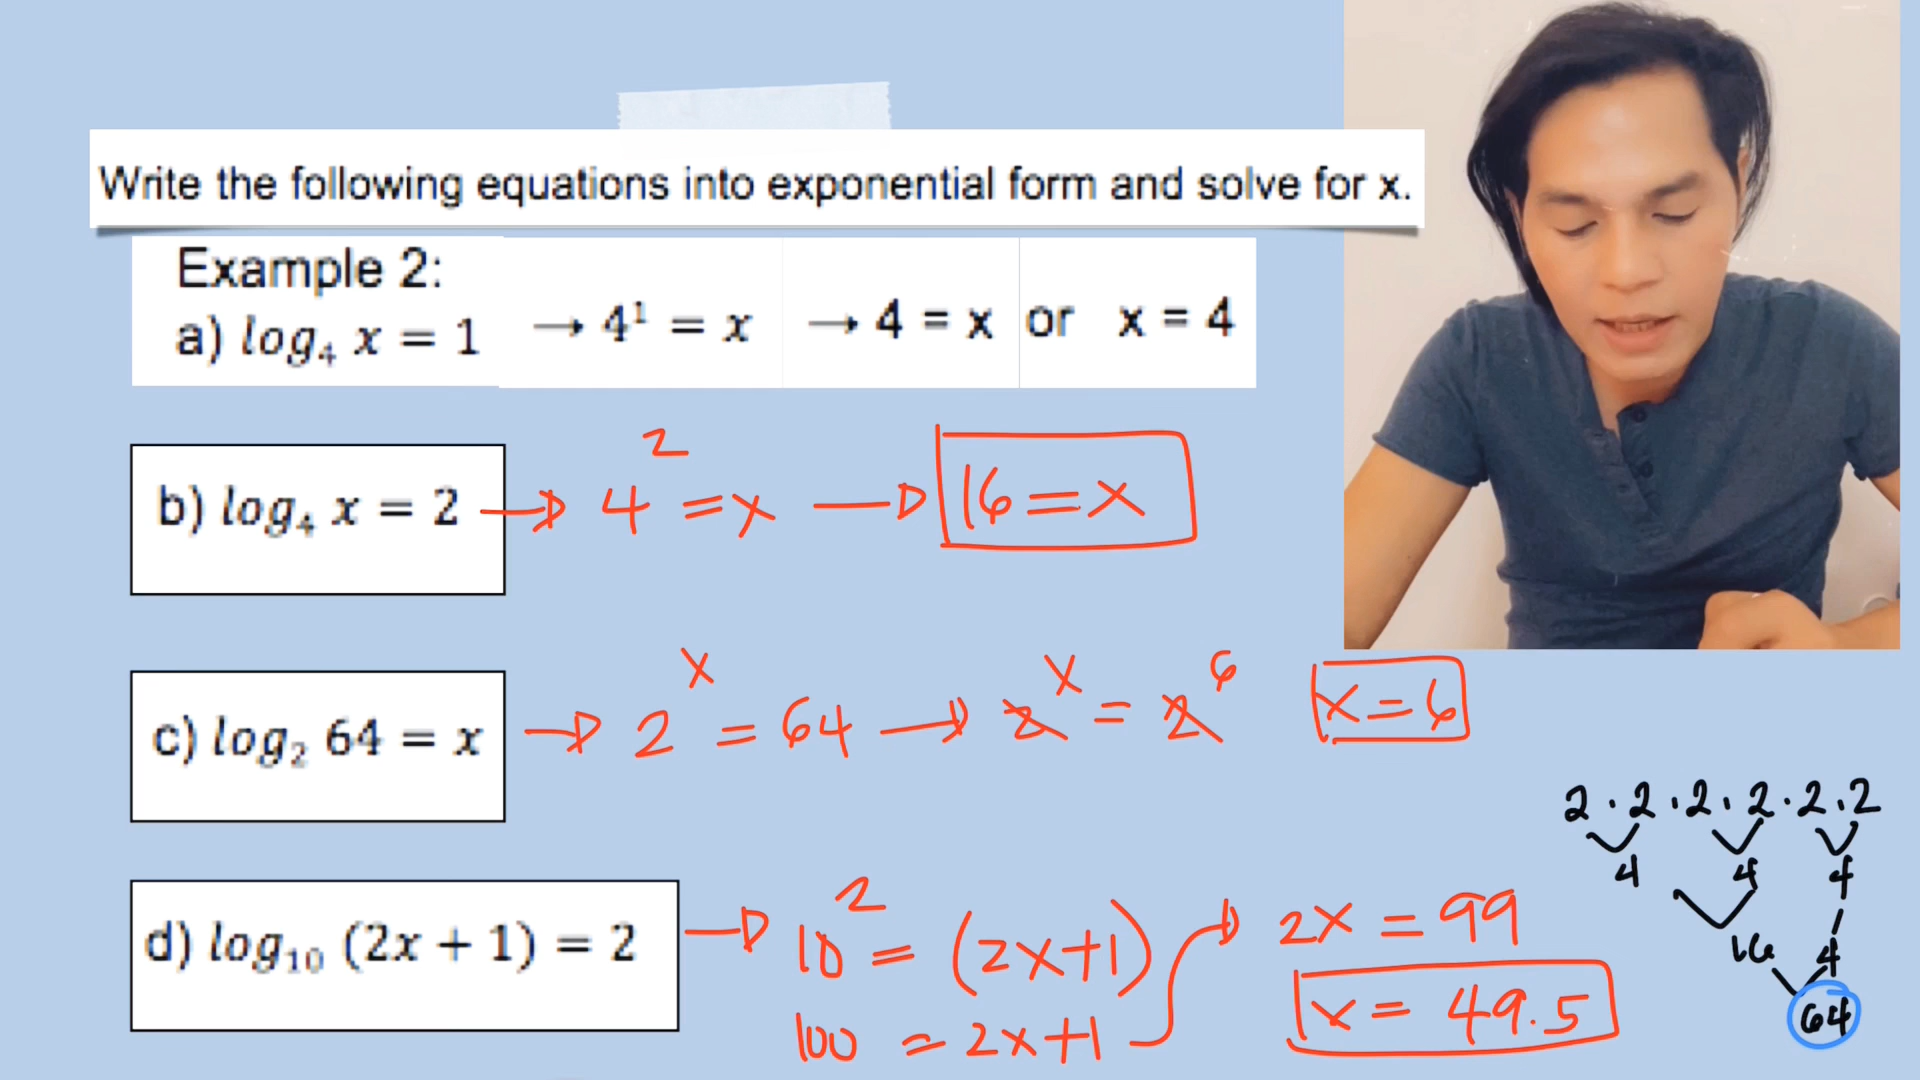 Write the following equations into exponential form and solve for x.
Example 2:
a) log₄ x = 1 → 4¹ = x → 4 = x or x = 4
b) log₄ x = 2 → 4² = x → 16 = x
c) log₂ 64 = x → 2ˣ = 64 → 2ˣ = 2⁶ x = 6
2 · 2 · 2 · 2 · 2 · 2
4 4 4
16 4
64
d) log₁₀ (2x + 1) = 2 → 10² = (2x+1) → 2x = 99
100 = 2x+1 x = 49.5